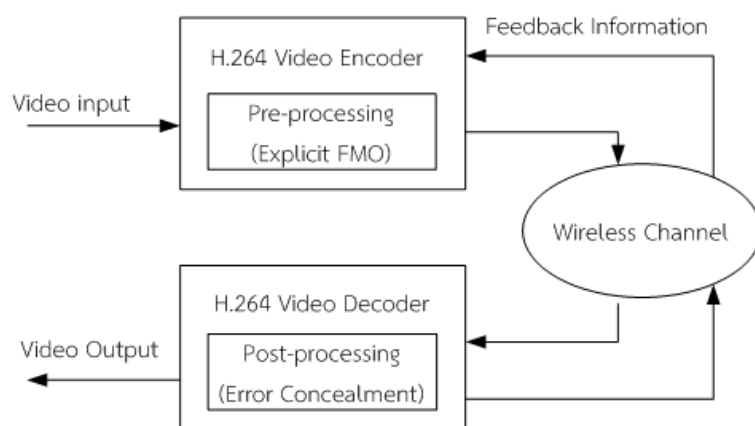 Feedback Information
H.264 Video Encoder
Video input
Pre-processing
(Explicit FMO)
Wireless Channel
H.264 Video Decoder
Video Output
Post-processing
(Error Concealment)